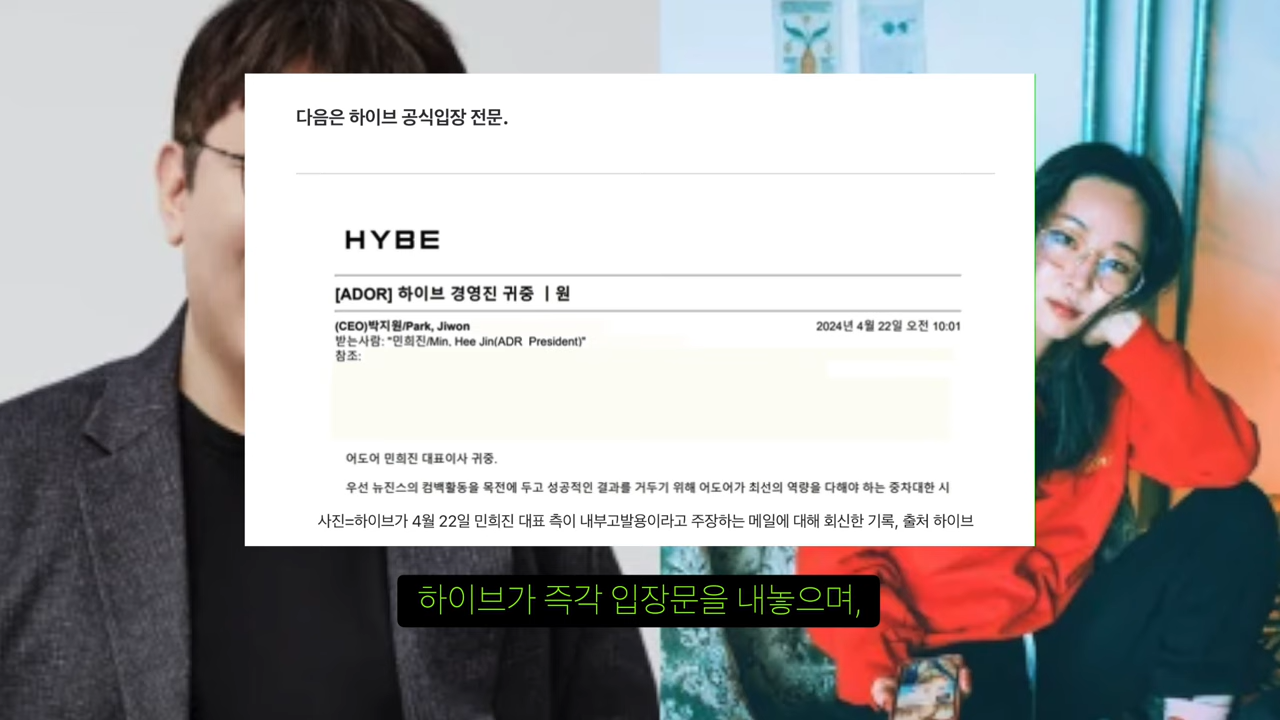 다음은 하이브 공식입장 전문.
HYBE
[ADOR] 하이브 경영진 귀중 | 원
(CEO)박지원/Park, Jiwon
2024년 4월 22일 오전 10:01
받는사람: "민희진/Min, Hee Jin(ADR President)"
참조:
어도어 민희진 대표이사 귀중.
우선 뉴진스의 컴백활동을 목전에 두고 성공적인 결과를 거두기 위해 어도어가 최선의 역량을 다해야 하는 중차대한 시
사진=하이브가 4월 22일 민희진 대표 측이 내부고발용이라고 주장하는 메일에 대해 회신한 기록, 출처 하이브
하이브가 즉각 입장문을 내놓으며,